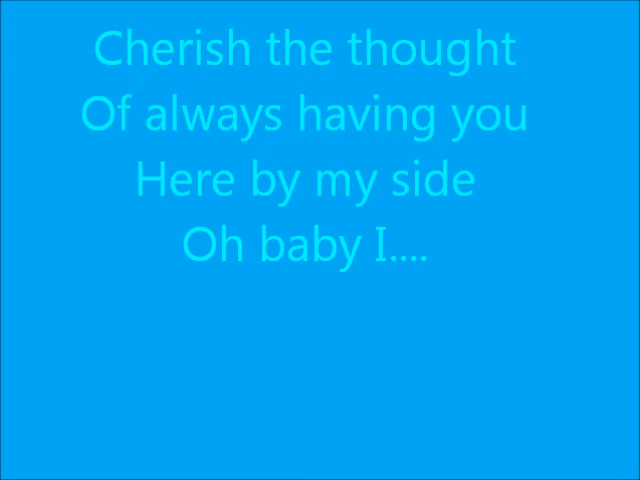 Cherish the thought
Of always having you
Here by my side
Oh baby I....